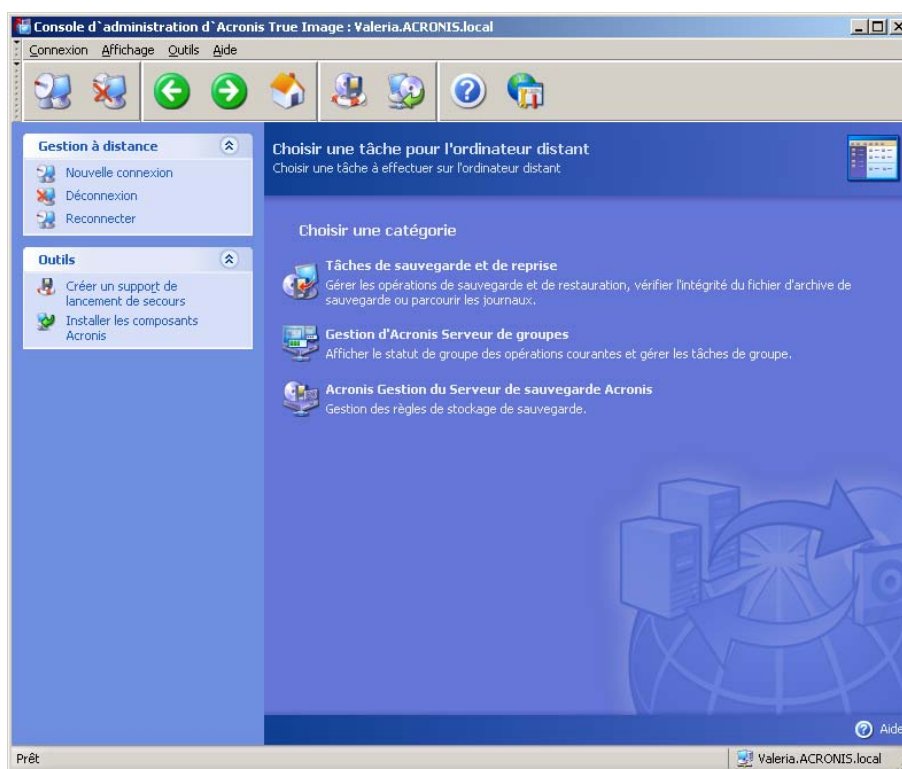 Console d`administration d`Acronis True Image : Valeria.ACRONIS.local
Connexion Affichage Outils Aide
Gestion à distance
Nouvelle connexion
Déconnexion
Reconnecter
Outils
Créer un support de
lancement de secours
Installer les composants
Acronis
Choisir une tâche pour l'ordinateur distant
Choisir une tâche à effectuer sur l'ordinateur distant
Choisir une catégorie
Tâches de sauvegarde et de reprise
Gérer les opérations de sauvegarde et de restauration, vérifier l'intégrité du fichier d'archive de
sauvegarde ou parcourir les journaux.
Gestion d'Acronis Serveur de groupes
Afficher le statut de groupe des opérations courantes et gérer les tâches de groupe.
Acronis Gestion du Serveur de sauvegarde Acronis
Gestion des règles de stockage de sauvegarde.
Aide
Prêt
Valeria.ACRONIS.local